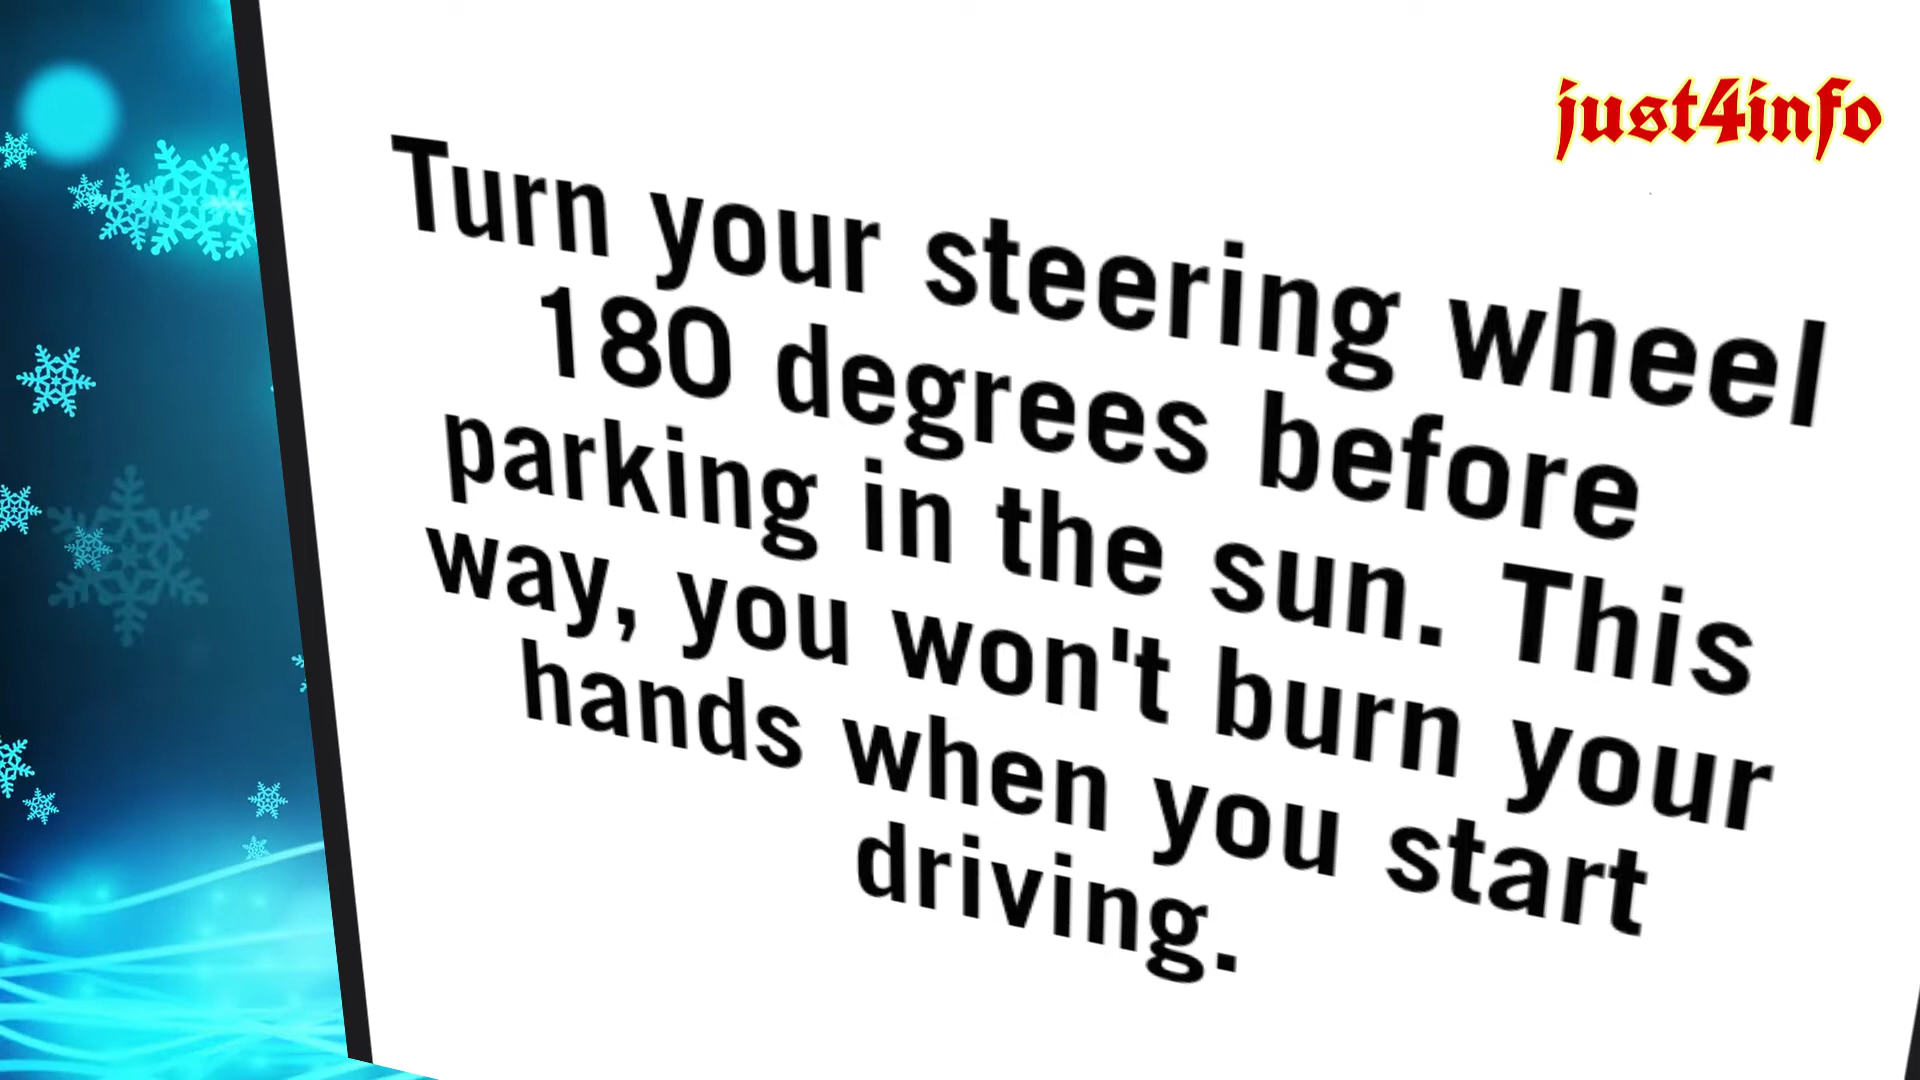 just4info
Turn your steering wheel
180 degrees before
parking in the sun. This
way, you won't burn your
hands when you start
driving.